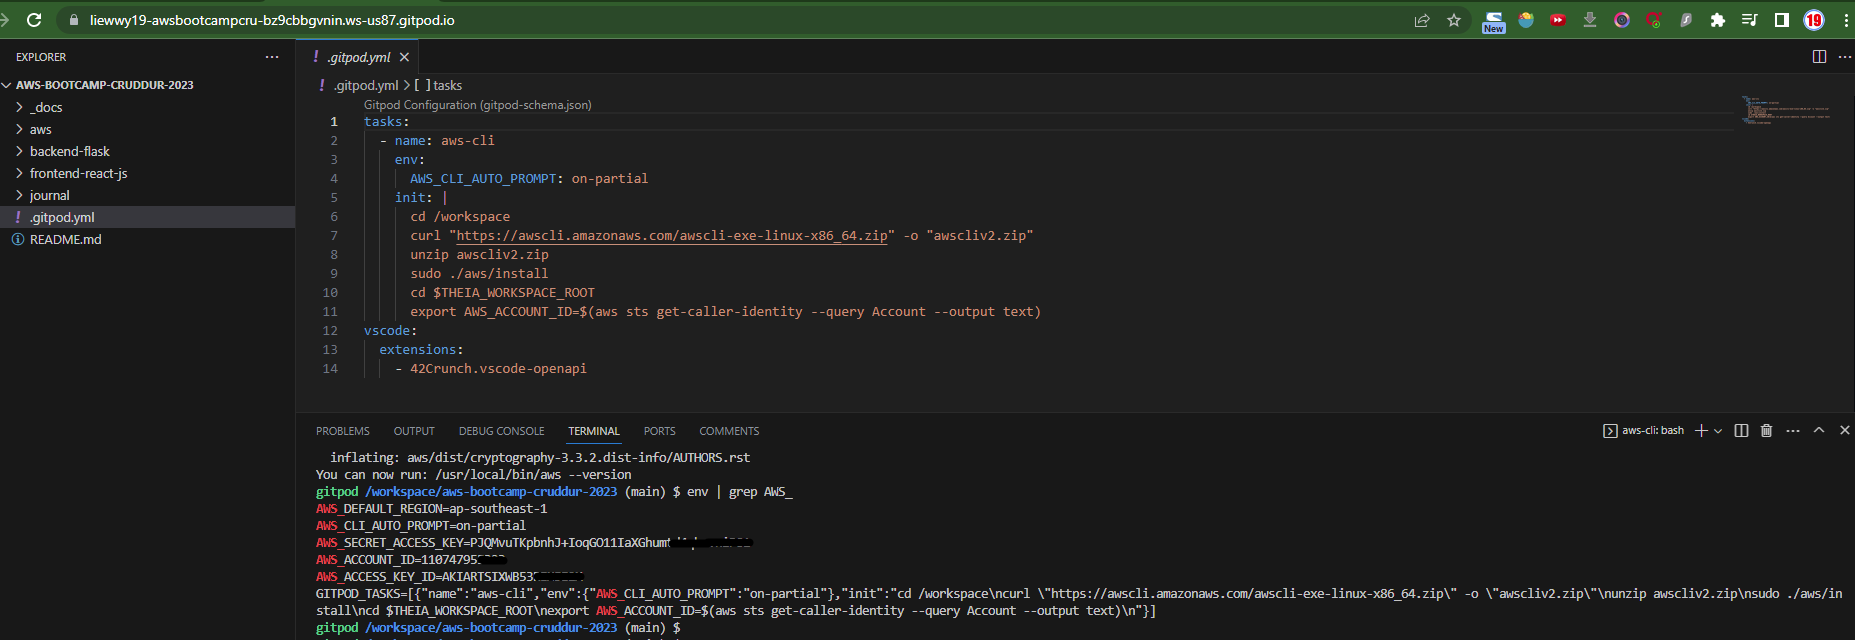 liewwy19-awsbootcampcru-bz9cbbgvnin.ws-us87.gitpod.io
New
19
EXPLORER
AWS-BOOTCAMP-CRUDDUR-2023
_docs
aws
backend-flask
frontend-react-js
journal
! .gitpod.yml
README.md
! .gitpod.yml
! .gitpod.yml > [ ] tasks
Gitpod Configuration (gitpod-schema.json)
1 tasks:
2 - name: aws-cli
3 env:
4 AWS_CLI_AUTO_PROMPT: on-partial
5 init: |
6 cd /workspace
7 curl "https://awscli.amazonaws.com/awscli-exe-linux-x86_64.zip" -o "awscliv2.zip"
8 unzip awscliv2.zip
9 sudo ./aws/install
10 cd $THEIA_WORKSPACE_ROOT
11 export AWS_ACCOUNT_ID=$(aws sts get-caller-identity --query Account --output text)
12 vscode:
13 extensions:
14 - 42Crunch.vscode-openapi
PROBLEMS OUTPUT DEBUG CONSOLE TERMINAL PORTS COMMENTS
aws-cli: bash
inflating: aws/dist/cryptography-3.3.2.dist-info/AUTHORS.rst
You can now run: /usr/local/bin/aws --version
gitpod /workspace/aws-bootcamp-cruddur-2023 (main) $ env | grep AWS_
AWS_DEFAULT_REGION=ap-southeast-1
AWS_CLI_AUTO_PROMPT=on-partial
AWS_SECRET_ACCESS_KEY=
AWS_ACCOUNT_ID=
AWS_ACCESS_KEY_ID=
GITPOD_TASKS=[{"name":"aws-cli","env":{"AWS_CLI_AUTO_PROMPT":"on-partial"},"init":"cd /workspace\ncurl \"https://awscli.amazonaws.com/awscli-exe-linux-x86_64.zip\" -o \"awscliv2.zip\"\nunzip awscliv2.zip\nsudo ./aws/in
stall\ncd $THEIA_WORKSPACE_ROOT\nexport AWS_ACCOUNT_ID=$(aws sts get-caller-identity --query Account --output text)\n"}]
gitpod /workspace/aws-bootcamp-cruddur-2023 (main) $